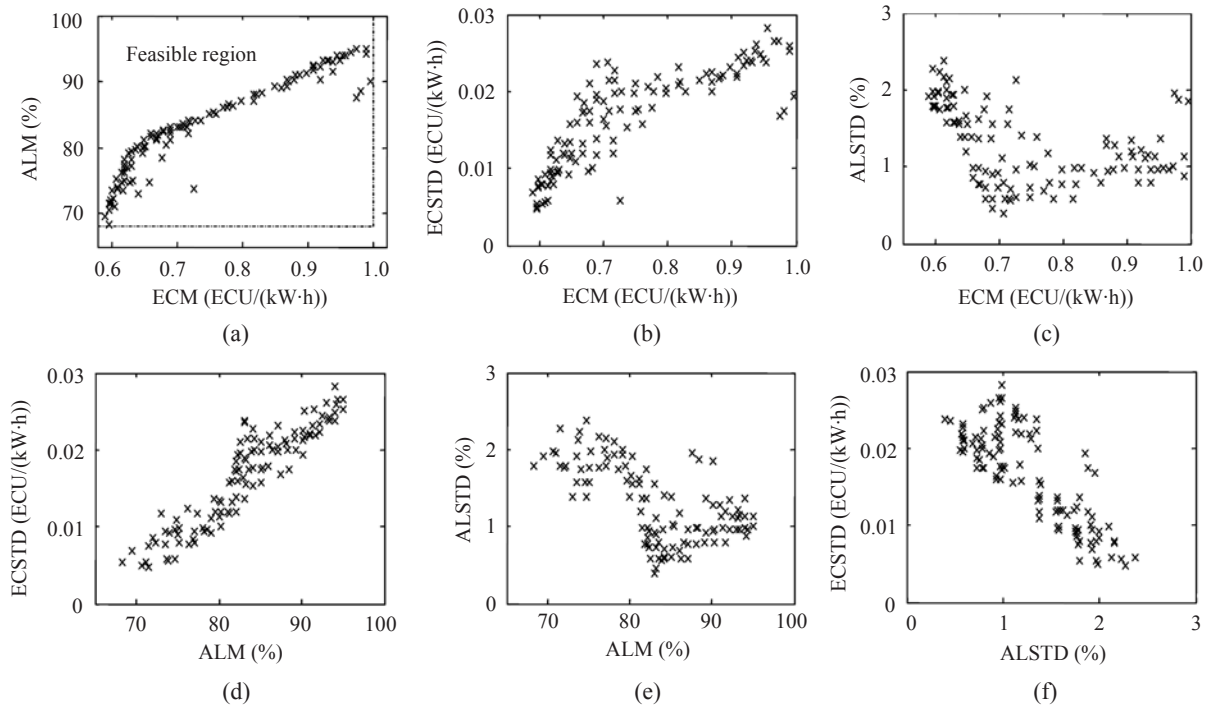 100
90
80
70
ALM (%)
Feasible region
0.6 0.7 0.8 0.9 1.0
ECM (ECU/(kW·h))
(a)
0.03
0.02
0.01
0
ECSTD (ECU/(kW·h))
0.6 0.7 0.8 0.9 1.0
ECM (ECU/(kW·h))
(b)
3
2
1
0
ALSTD (%)
0.6 0.7 0.8 0.9 1.0
ECM (ECU/(kW·h))
(c)
0.03
0.02
0.01
0
ECSTD (ECU/(kW·h))
70 80 90 100
ALM (%)
(d)
3
2
1
0
ALSTD (%)
70 80 90 100
ALM (%)
(e)
0.03
0.02
0.01
0
ECSTD (ECU/(kW·h))
0 1 2 3
ALSTD (%)
(f)